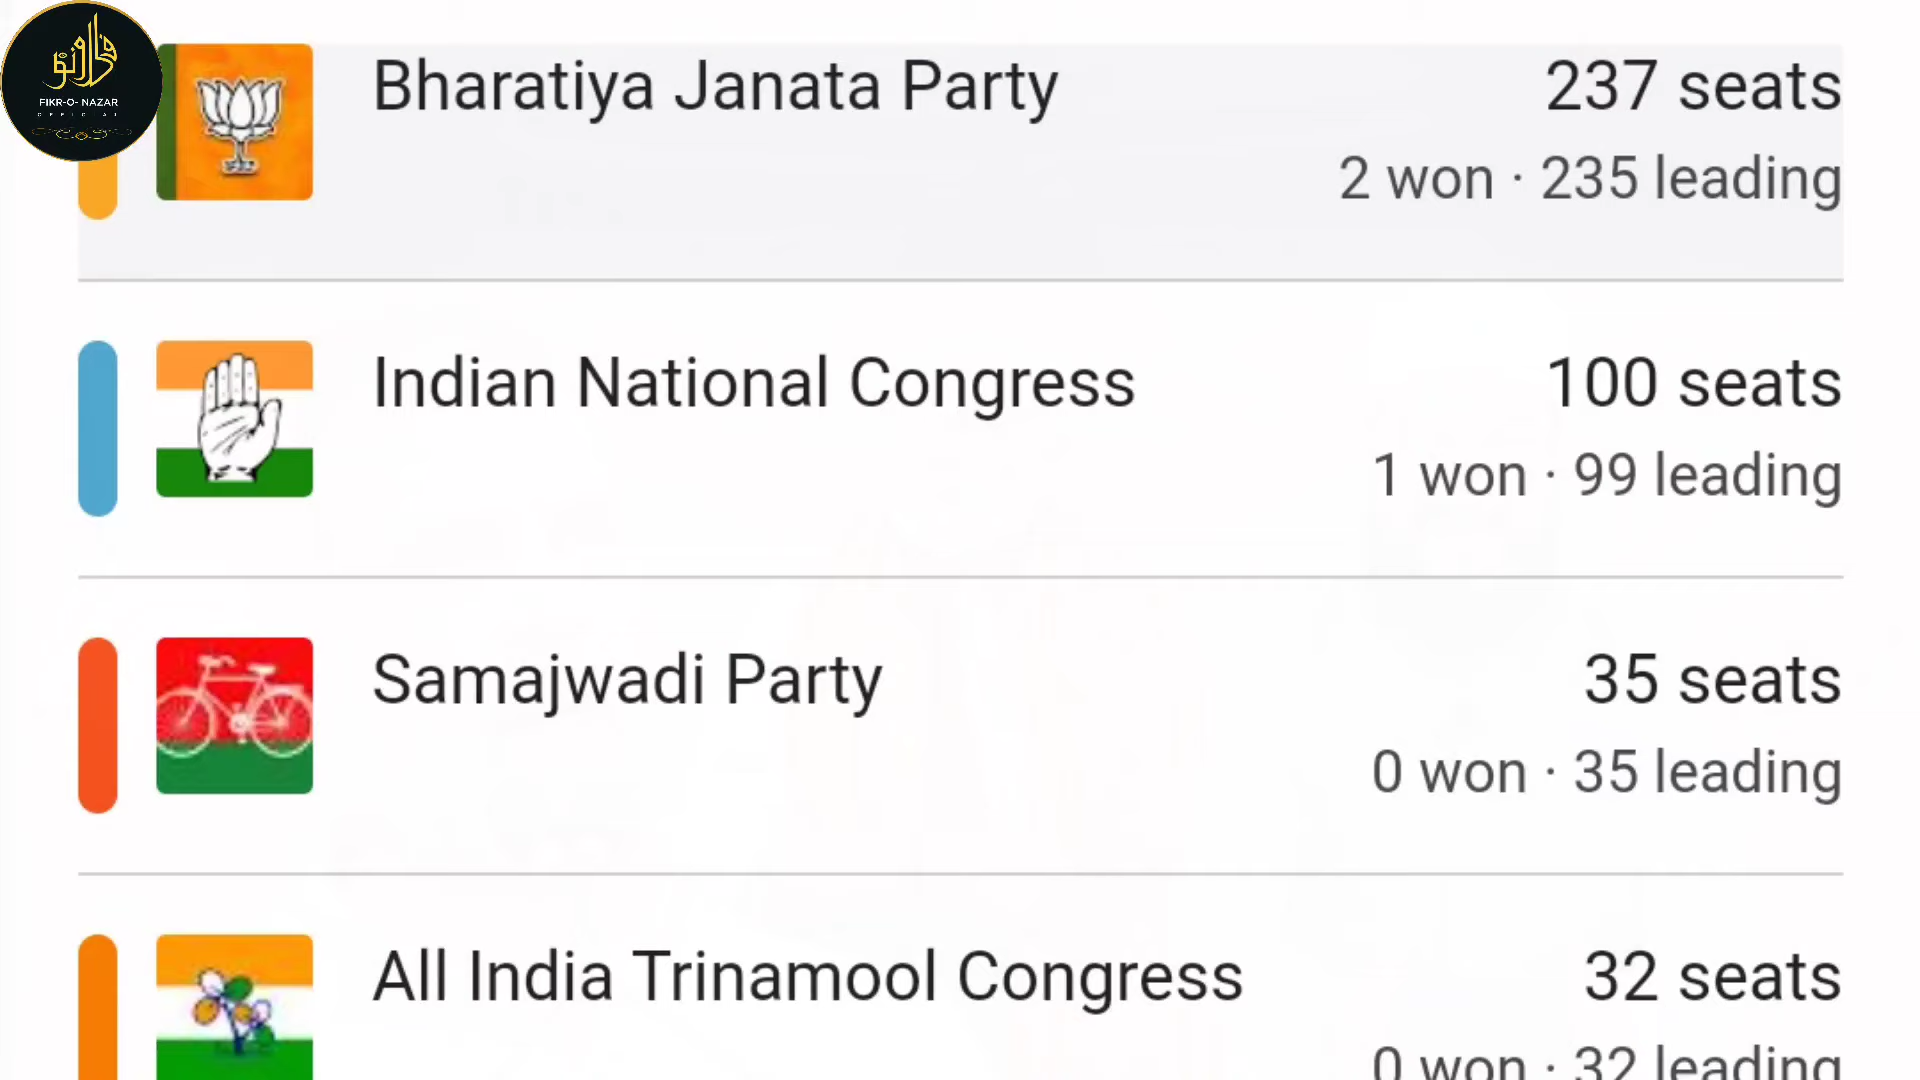 فکرونظر
FIKR-O- NAZAR
OFFICIAL
Bharatiya Janata Party
237 seats
2 won · 235 leading
Indian National Congress
100 seats
1 won · 99 leading
Samajwadi Party
35 seats
0 won · 35 leading
All India Trinamool Congress
32 seats
0 won · 32 leading